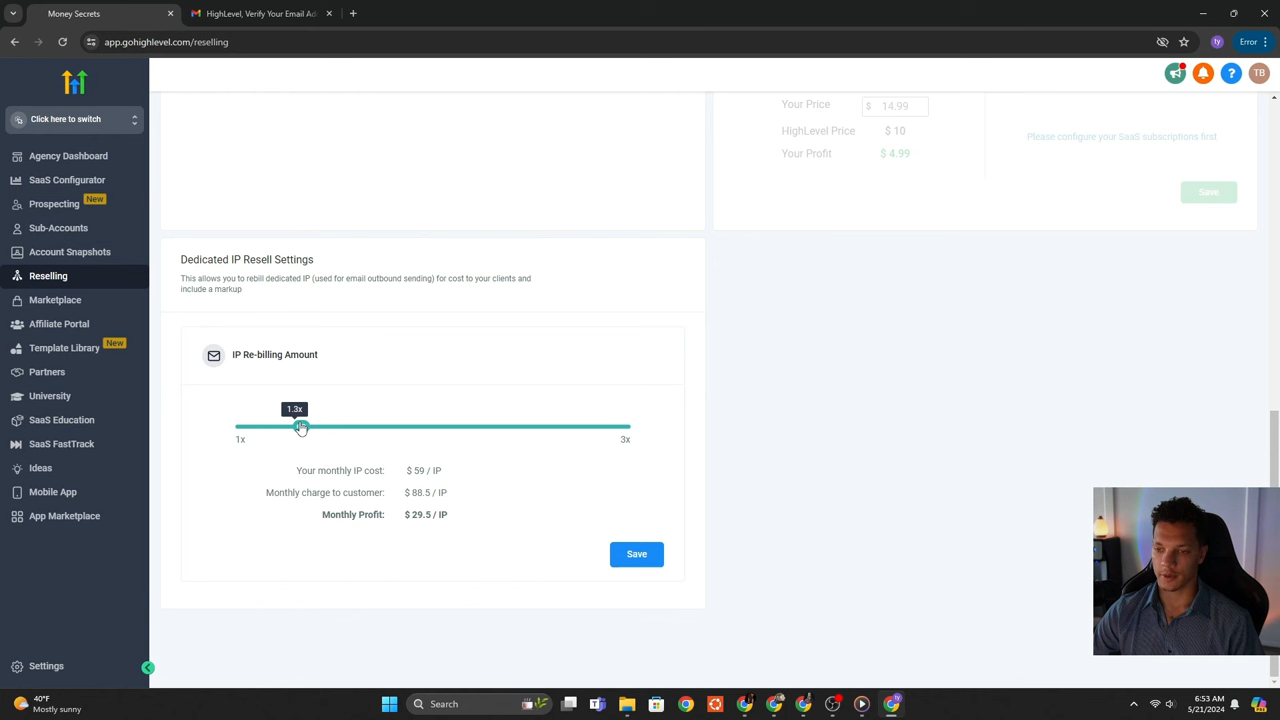 Money Secrets
HighLevel, Verify Your Email Ad
app.gohighlevel.com/reselling
ty
Error
Click here to switch
TB
Agency Dashboard
SaaS Configurator
Prospecting New
Sub-Accounts
Account Snapshots
Reselling
Marketplace
Affiliate Portal
Template Library New
Partners
University
SaaS Education
SaaS FastTrack
Ideas
Mobile App
App Marketplace
Settings
Your Price $ 14.99
HighLevel Price $ 10
Your Profit $ 4.99
Please configure your SaaS subscriptions first.
Save
Dedicated IP Resell Settings
This allows you to rebill dedicated IP (used for email outbound sending) for cost to your clients and
include a markup
IP Re-billing Amount
1.3x
1x 3x
Your monthly IP cost: $ 59 / IP
Monthly charge to customer: $ 88.5 / IP
Monthly Profit: $ 29.5 / IP
Save
40°F
Mostly sunny
Search
6:53 AM
5/21/2024